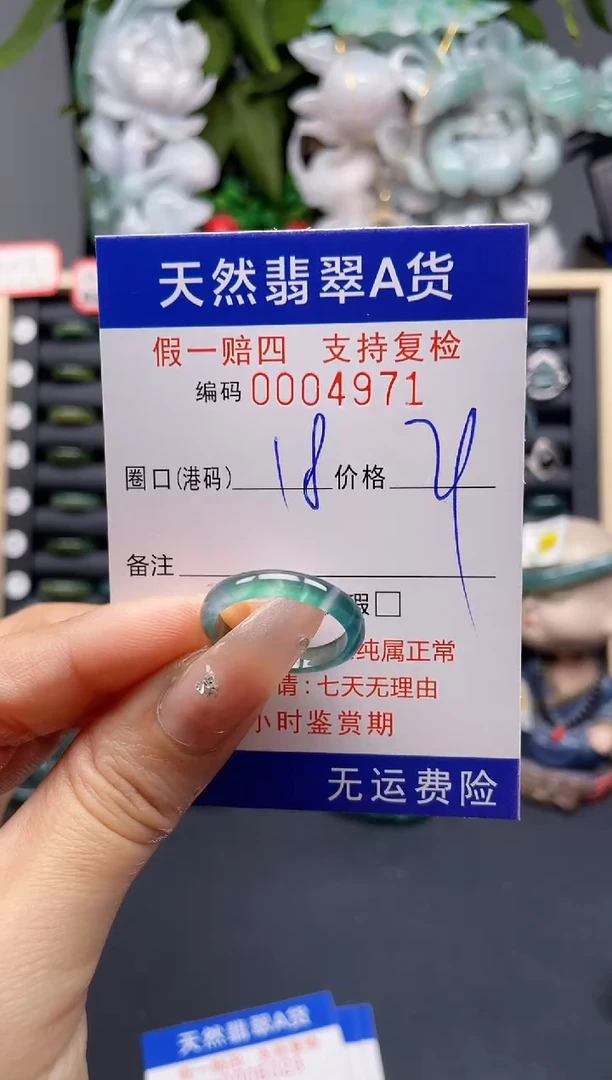 天然翡翠A货
假一赔四 支持复检
编码 0004971
圈口(港码) 18 价格
备注
瑕□
纯属正常
请:七天无理由
小时鉴赏期
无运费险
天然翡翠A货